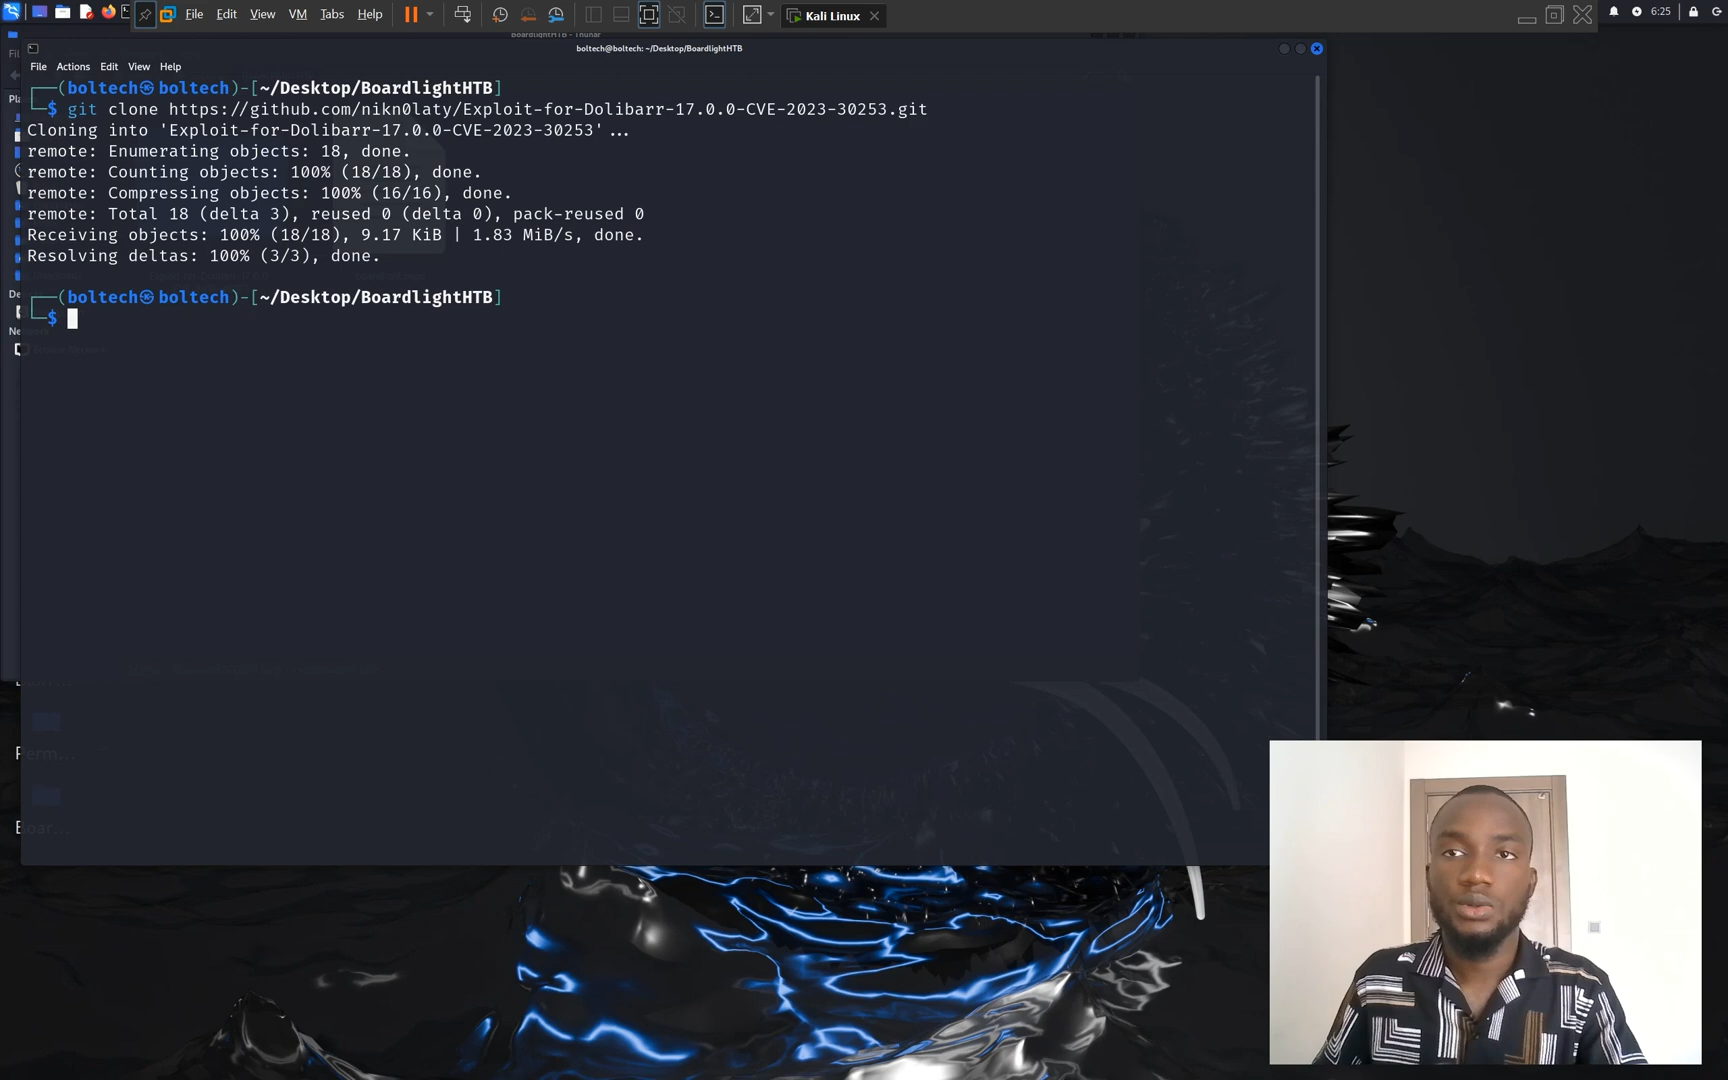 File Edit View VM Tabs Help
Kali Linux
6:25
boltech@boltech: ~/Desktop/BoardlightHTB
File Actions Edit View Help
┌──(boltech㉿boltech)-[~/Desktop/BoardlightHTB]
└─$ git clone https://github.com/nikn0laty/Exploit-for-Dolibarr-17.0.0-CVE-2023-30253.git
Cloning into 'Exploit-for-Dolibarr-17.0.0-CVE-2023-30253'...
remote: Enumerating objects: 18, done.
remote: Counting objects: 100% (18/18), done.
remote: Compressing objects: 100% (16/16), done.
remote: Total 18 (delta 3), reused 0 (delta 0), pack-reused 0
Receiving objects: 100% (18/18), 9.17 KiB | 1.83 MiB/s, done.
Resolving deltas: 100% (3/3), done.
┌──(boltech㉿boltech)-[~/Desktop/BoardlightHTB]
└─$